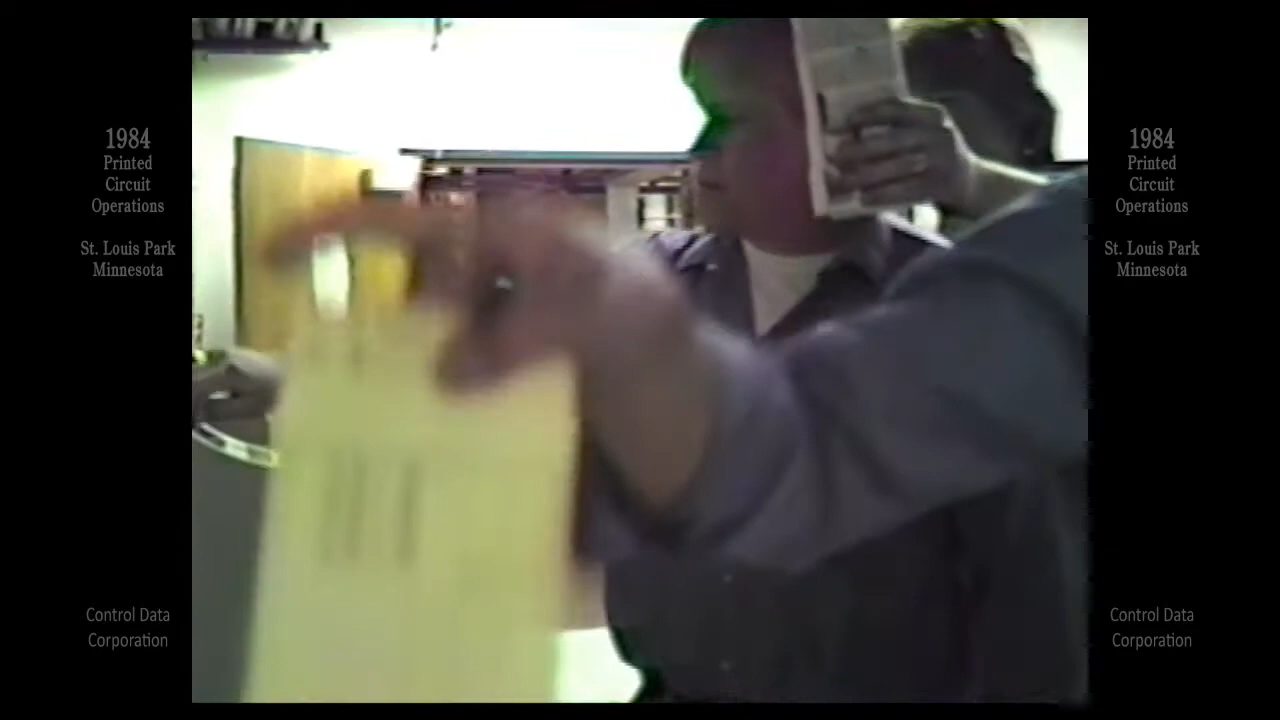 1984
Printed
Circuit
Operations
St. Louis Park
Minnesota
Control Data
Corporation
1984
Printed
Circuit
Operations
St. Louis Park
Minnesota
Control Data
Corporation